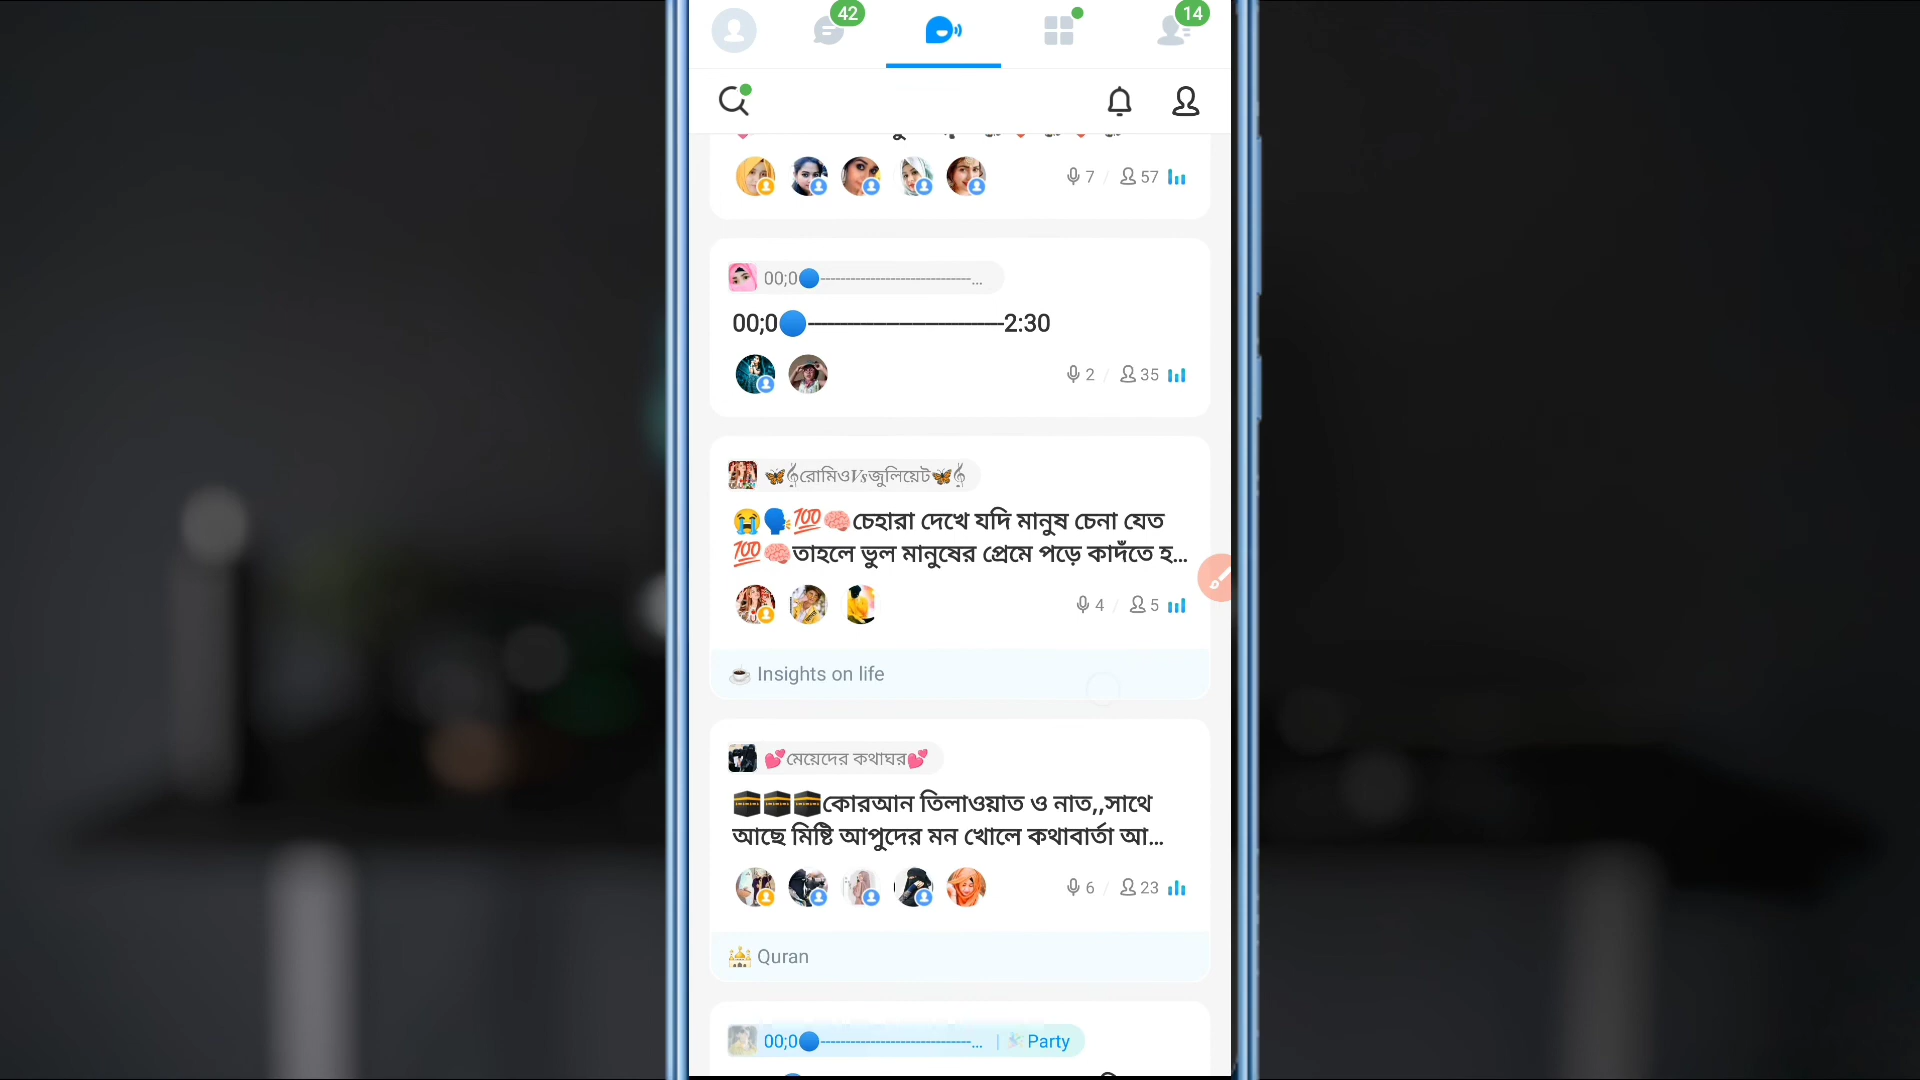 42
14
7 / 57
00;0🔵------------------------------...
00;0🔵------------------------------2:30
2 / 35
🦋𝄞রোমিও𝑽𝒔জুলিয়েট🦋𝄞
😭🗣️💯🧠চেহারা দেখে যদি মানুষ চেনা যেত
💯🧠তাহলে ভুল মানুষের প্রেমে পড়ে কাদঁতে হ...
4 / 5
☕ Insights on life
💕মেয়েদের কথাঘর💕
🕋🕋🕋কোরআন তিলাওয়াত ও নাত,,সাথে
আছে মিষ্টি আপুদের মন খোলে কথাবার্তা আ...
6 / 23
🕌 Quran
00;0🔵------------------------------... | Party